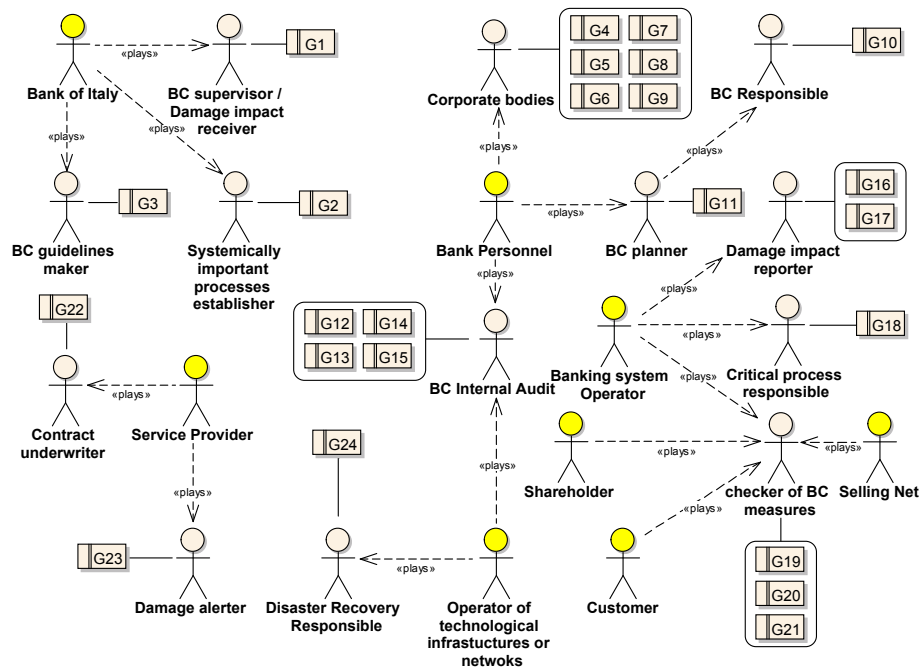 G1
«plays»
Bank of Italy
BC supervisor /
Damage impact
receiver
«plays»
«plays»
G3
G2
BC guidelines
maker
Systemically
important
processes
establisher
G4
G7
G5
G8
G6
G9
Corporate bodies
G10
BC Responsible
«plays»
«plays»
«plays»
G11
Bank Personnel
BC planner
G16
G17
Damage impact
reporter
«plays»
«plays»
G12
G14
G13
G15
BC Internal Audit
Banking system
Operator
«plays»
G18
Critical process
responsible
«plays»
G22
«plays»
Contract
underwriter
Service Provider
G24
«plays»
«plays»
Shareholder
«plays»
«plays»
checker of BC
measures
Selling Net
«plays»
G23
Damage alerter
«plays»
Disaster Recovery
Responsible
Operator of
technological
infrastuctures or
netwoks
Customer
G19
G20
G21